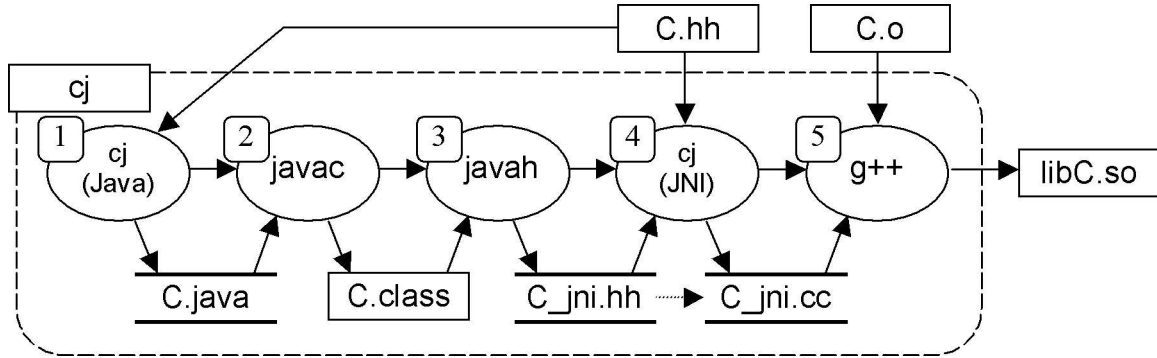 C.hh
C.o
cj
1
cj
(Java)
2
javac
3
javah
4
cj
(JNI)
5
g++
libC.so
C.java
C.class
C_jni.hh
C_jni.cc